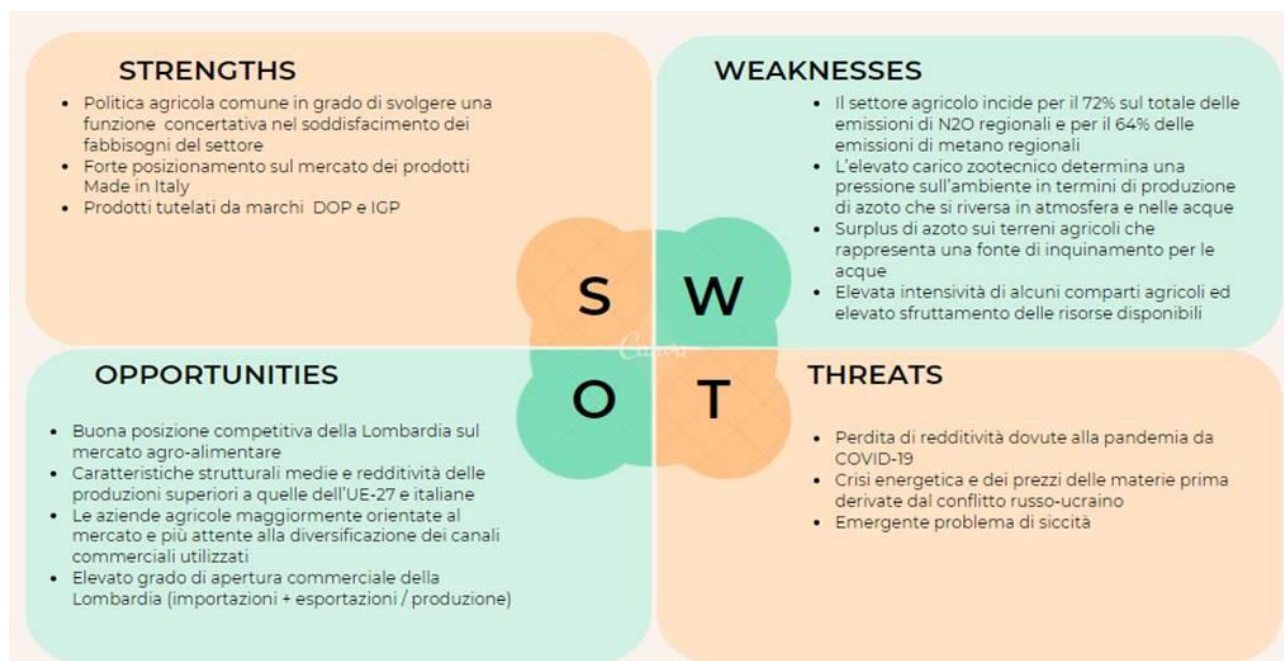 STRENGTHS
• Politica agricola comune in grado di svolgere una
funzione concertativa nel soddisfacimento dei
fabbisogni del settore
• Forte posizionamento sul mercato dei prodotti
Made in Italy
• Prodotti tutelati da marchi DOP e IGP
WEAKNESSES
• Il settore agricolo incide per il 72% sul totale delle
emissioni di N2O regionali e per il 64% delle
emissioni di metano regionali
• L'elevato carico zootecnico determina una
pressione sull'ambiente in termini di produzione
di azoto che si riversa in atmosfera e nelle acque
• Surplus di azoto sui terreni agricoli che
rappresenta una fonte di inquinamento per le
acque
• Elevata intensività di alcuni comparti agricoli ed
elevato sfruttamento delle risorse disponibili
S W
Canva
O T
OPPORTUNITIES
• Buona posizione competitiva della Lombardia sul
mercato agro-alimentare
• Caratteristiche strutturali medie e redditività delle
produzioni superiori a quelle dell'UE-27 e italiane
• Le aziende agricole maggiormente orientate al
mercato e più attente alla diversificazione dei canali
commerciali utilizzati
• Elevato grado di apertura commerciale della
Lombardia (importazioni + esportazioni / produzione)
THREATS
• Perdita di redditività dovute alla pandemia da
COVID-19
• Crisi energetica e dei prezzi delle materie prima
derivate dal conflitto russo-ucraino
• Emergente problema di siccità